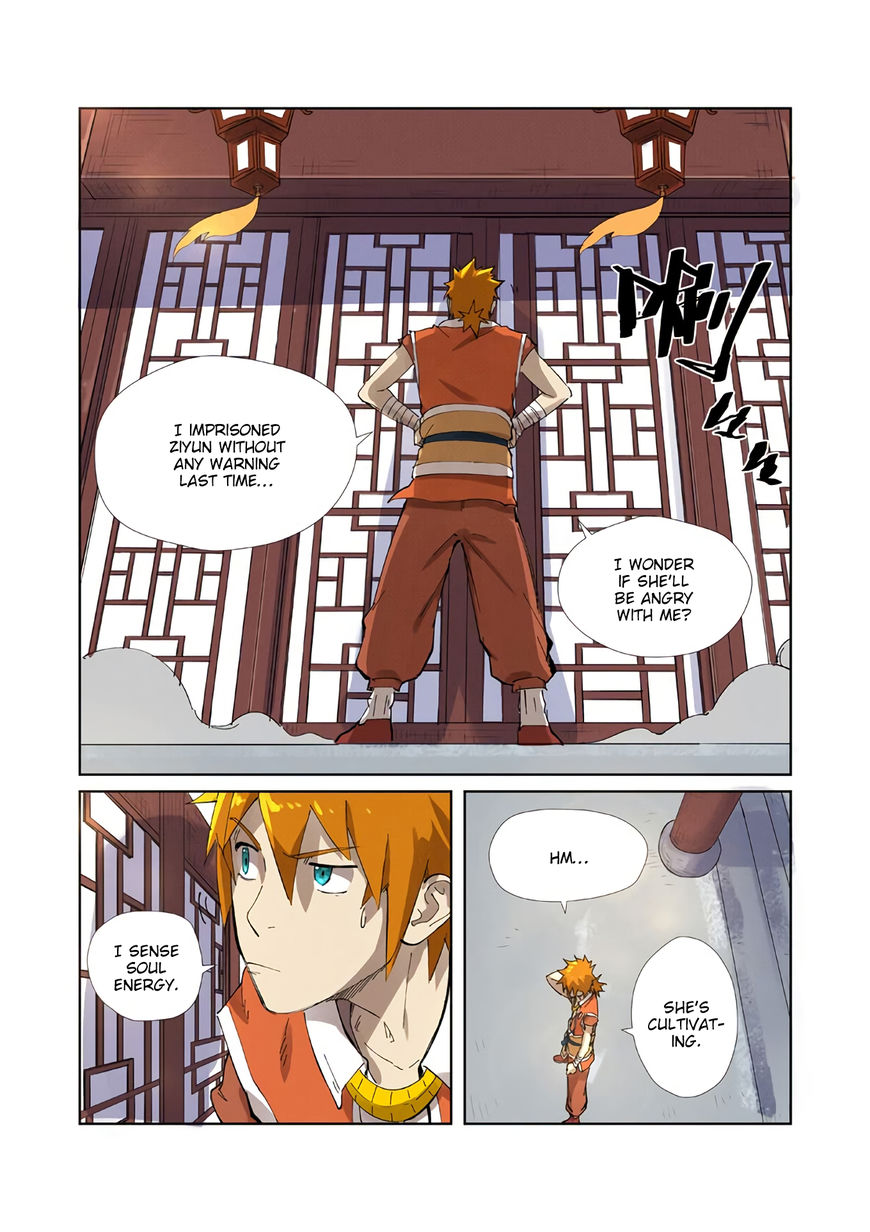 I IMPRISONED
ZIYUN WITHOUT
ANY WARNING
LAST TIME...
I WONDER
IF SHE'LL
BE ANGRY
WITH ME?
I SENSE
SOUL
ENERGY.
HM...
SHE'S
CULTIVAT-
ING.